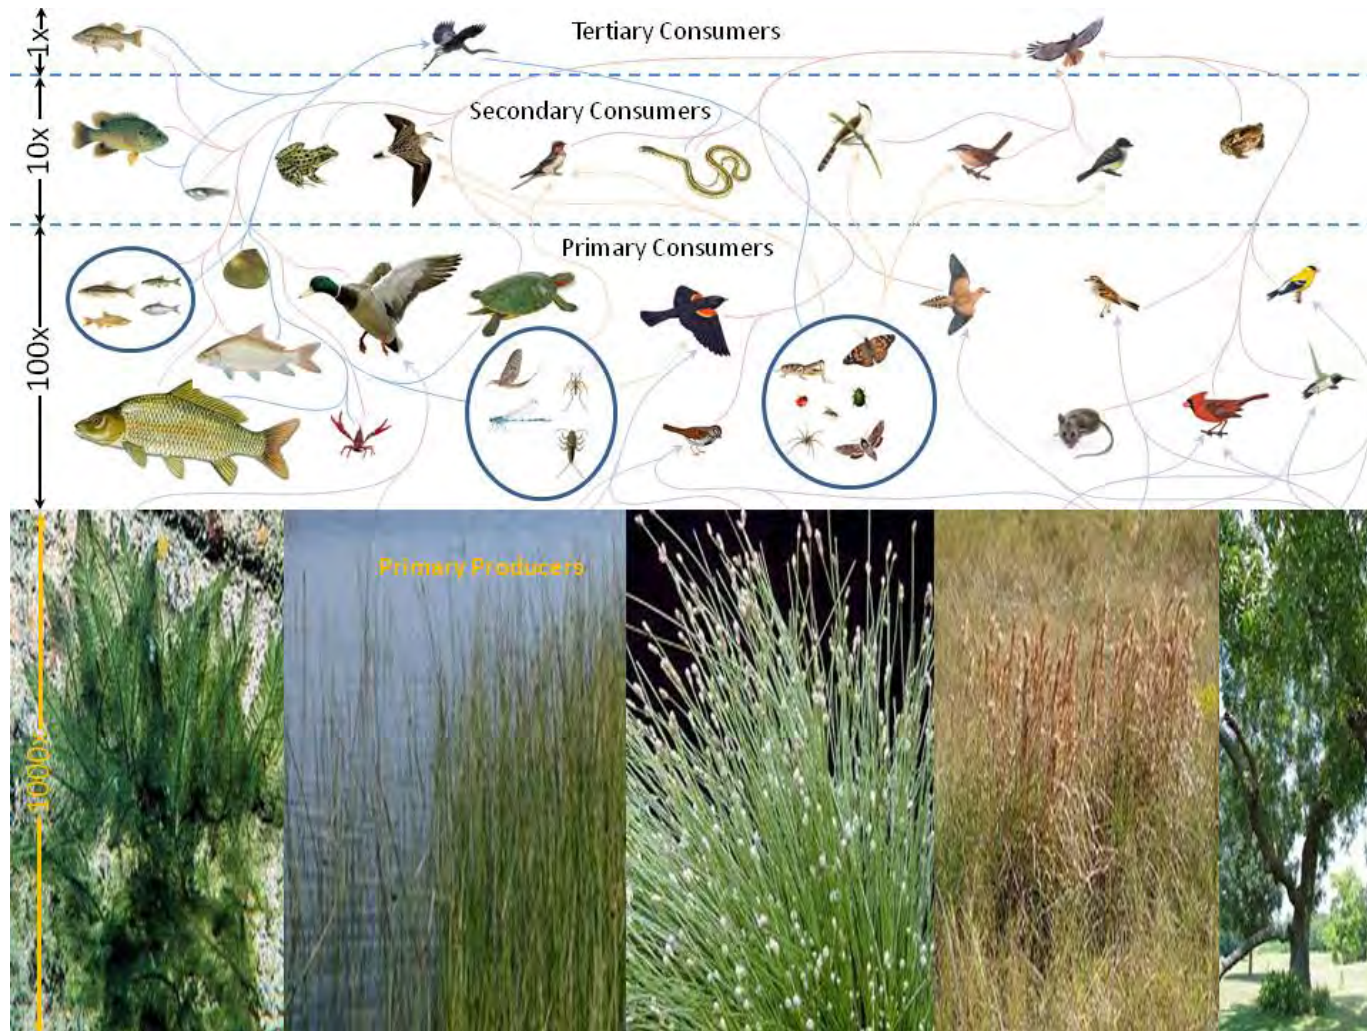 1x
Tertiary Consumers
10x
Secondary Consumers
100x
Primary Consumers
1000x
Primary Producers